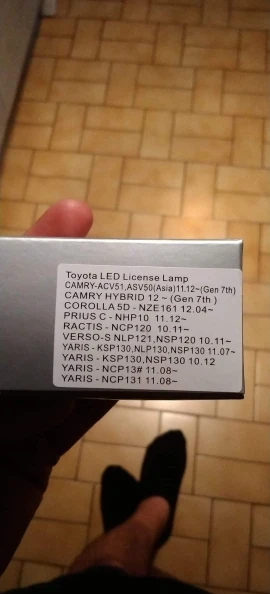 Toyota LED License Lamp
CAMRY-ACV51,ASV50(Asia)11.12~(Gen 7th)
CAMRY HYBRID 12 ~ (Gen 7th )
COROLLA 5D - NZE161 12.04~
PRIUS C - NHP10 11.12~
RACTIS - NCP120 10.11~
VERSO-S NLP121,NSP120 10.11~
YARIS - KSP130,NLP130,NSP130 11.07~
YARIS - KSP130,NSP130 10.12
YARIS - NCP13# 11.08~
YARIS - NCP131 11.08~